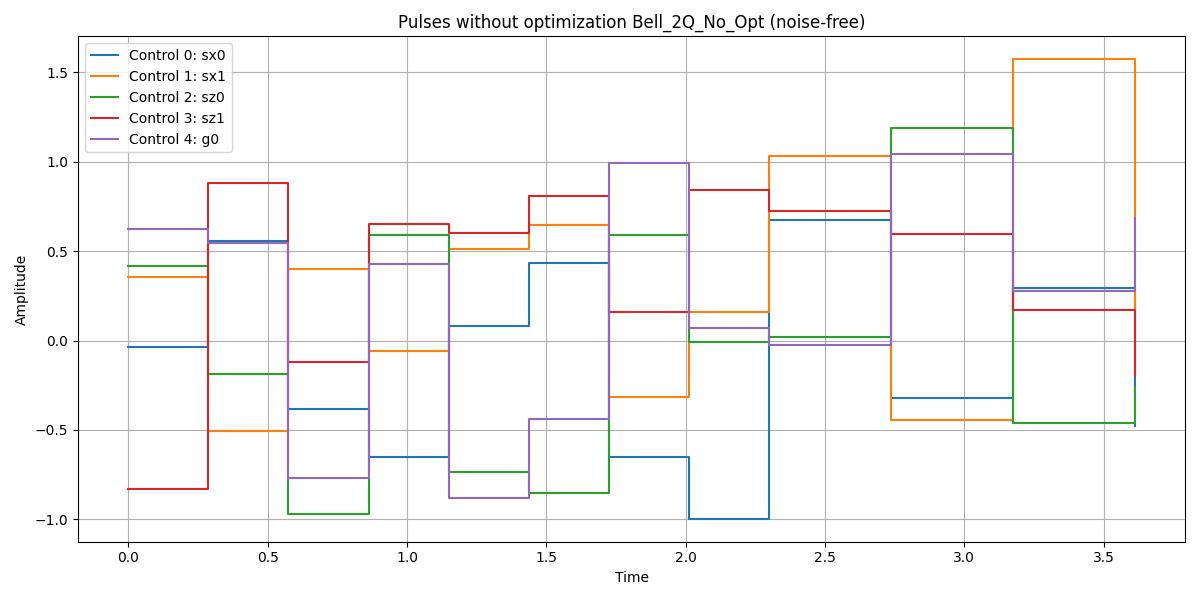 Pulses without optimization Bell_2Q_No_Opt (noise-free)
Control 0: sx0
Control 1: sx1
Control 2: sz0
Control 3: sz1
Control 4: g0
Amplitude
1.5
1.0
0.5
0.0
−0.5
−1.0
0.0 0.5 1.0 1.5 2.0 2.5 3.0 3.5
Time